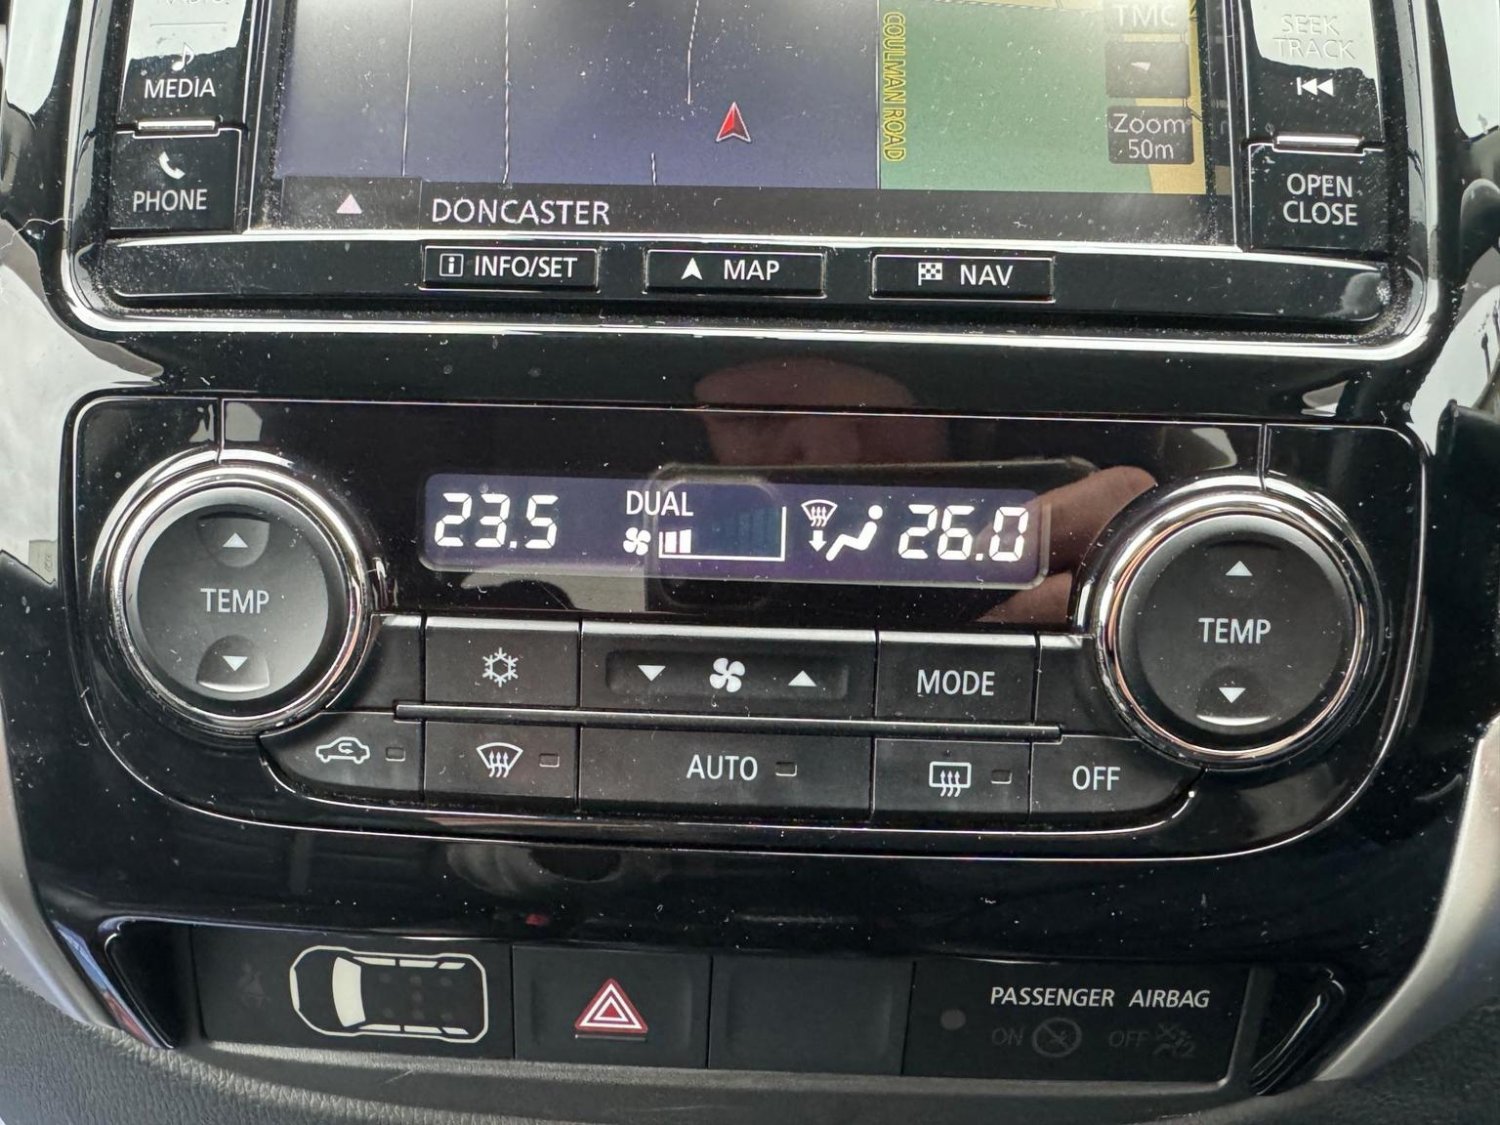 RADIO
MEDIA
PHONE
COULMAN ROAD
TMC
Zoom
50m
SEEK
TRACK
OPEN
CLOSE
DONCASTER
i INFO/SET
MAP
NAV
23.5
DUAL
26.0
TEMP
TEMP
MODE
AUTO
OFF
PASSENGER AIRBAG
ON
OFF